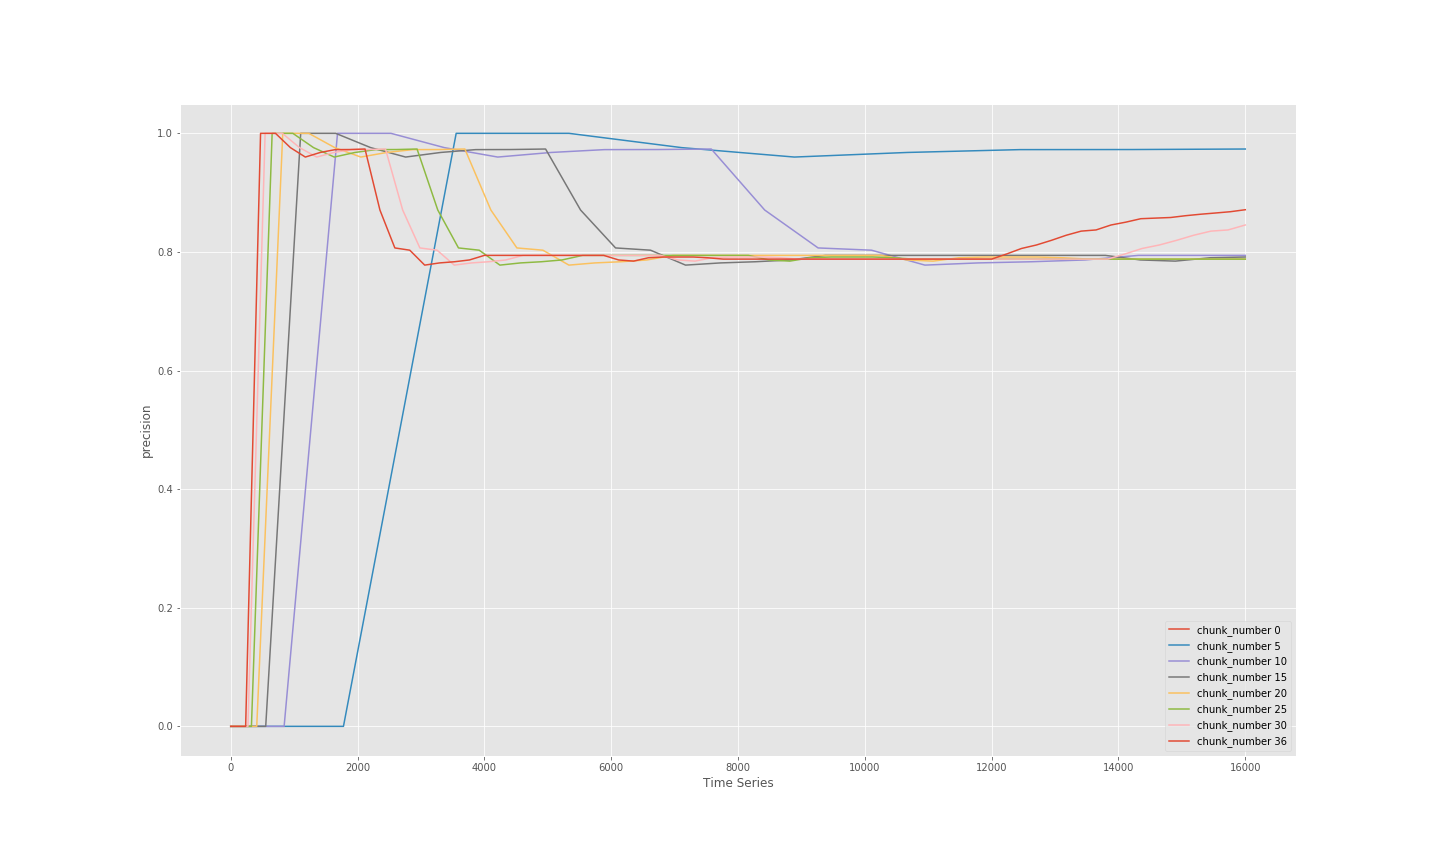 1.0
0.8
0.6
0.4
0.2
0.0
precision
0 2000 4000 6000 8000 10000 12000 14000 16000
Time Series
chunk_number 0
chunk_number 5
chunk_number 10
chunk_number 15
chunk_number 20
chunk_number 25
chunk_number 30
chunk_number 36